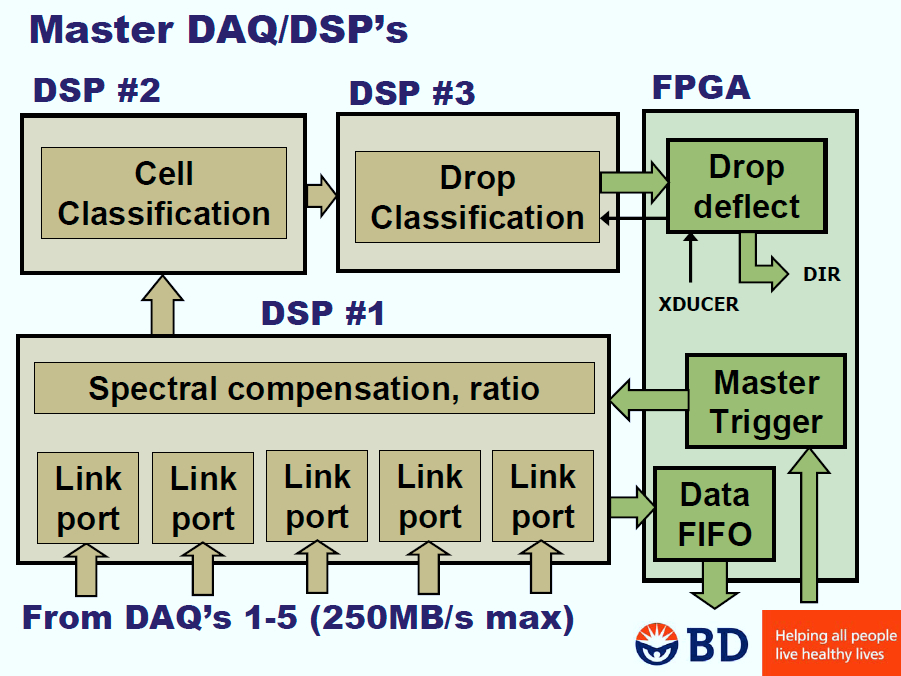 Master DAQ/DSP's
DSP #2
DSP #3
FPGA
Cell
Classification
Drop
Classification
Drop
deflect
DIR
XDUCER
DSP #1
Spectral compensation, ratio
Master
Trigger
Link
port
Link
port
Link
port
Link
port
Link
port
Data
FIFO
From DAQ's 1-5 (250MB/s max)
BD
Helping all people
live healthy lives